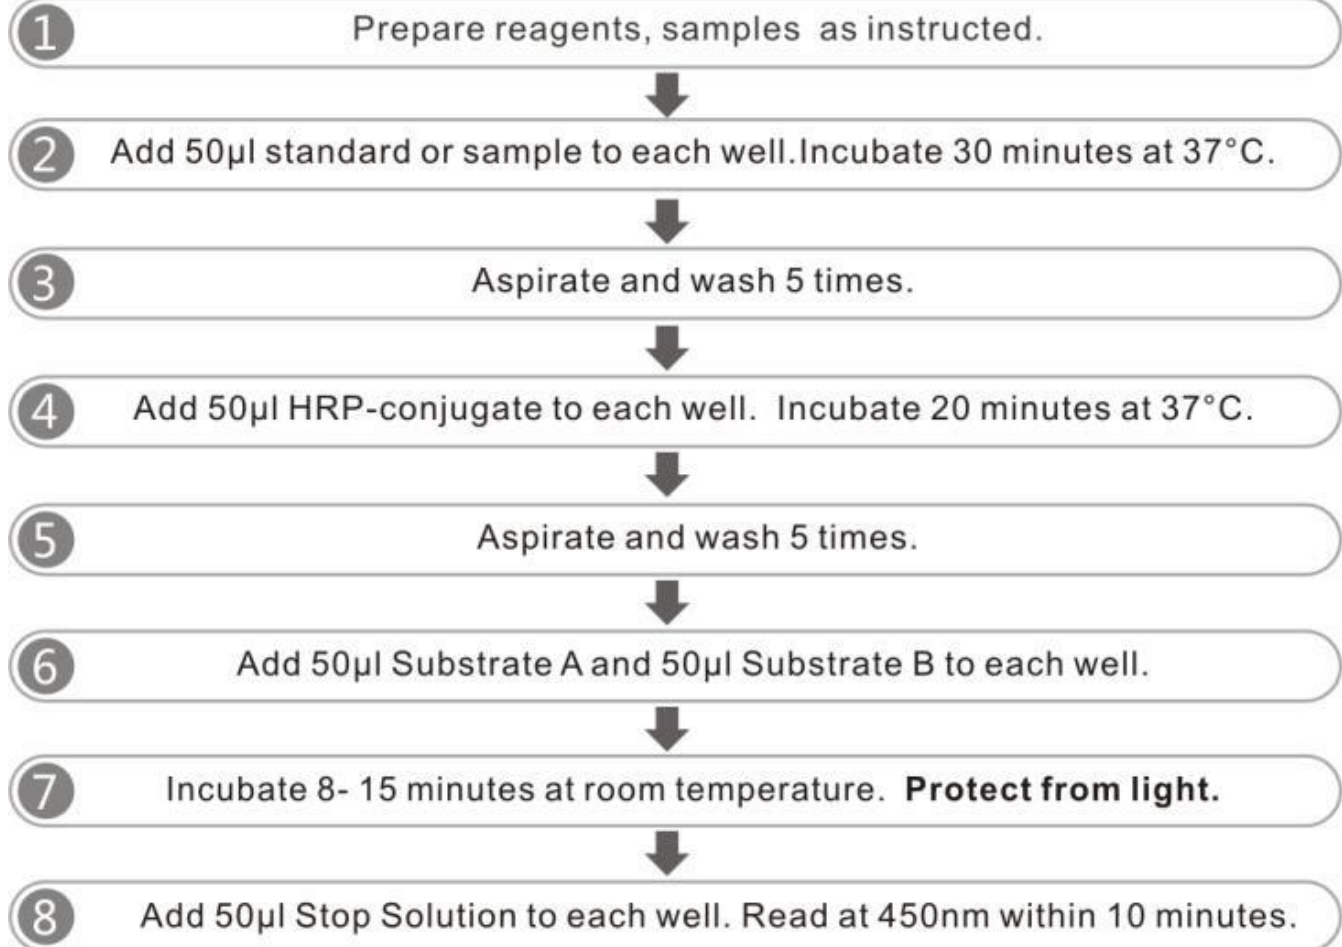 1 Prepare reagents, samples as instructed.
2 Add 50µl standard or sample to each well.Incubate 30 minutes at 37°C.
3 Aspirate and wash 5 times.
4 Add 50µl HRP-conjugate to each well. Incubate 20 minutes at 37°C.
5 Aspirate and wash 5 times.
6 Add 50µl Substrate A and 50µl Substrate B to each well.
7 Incubate 8- 15 minutes at room temperature. Protect from light.
8 Add 50µl Stop Solution to each well. Read at 450nm within 10 minutes.